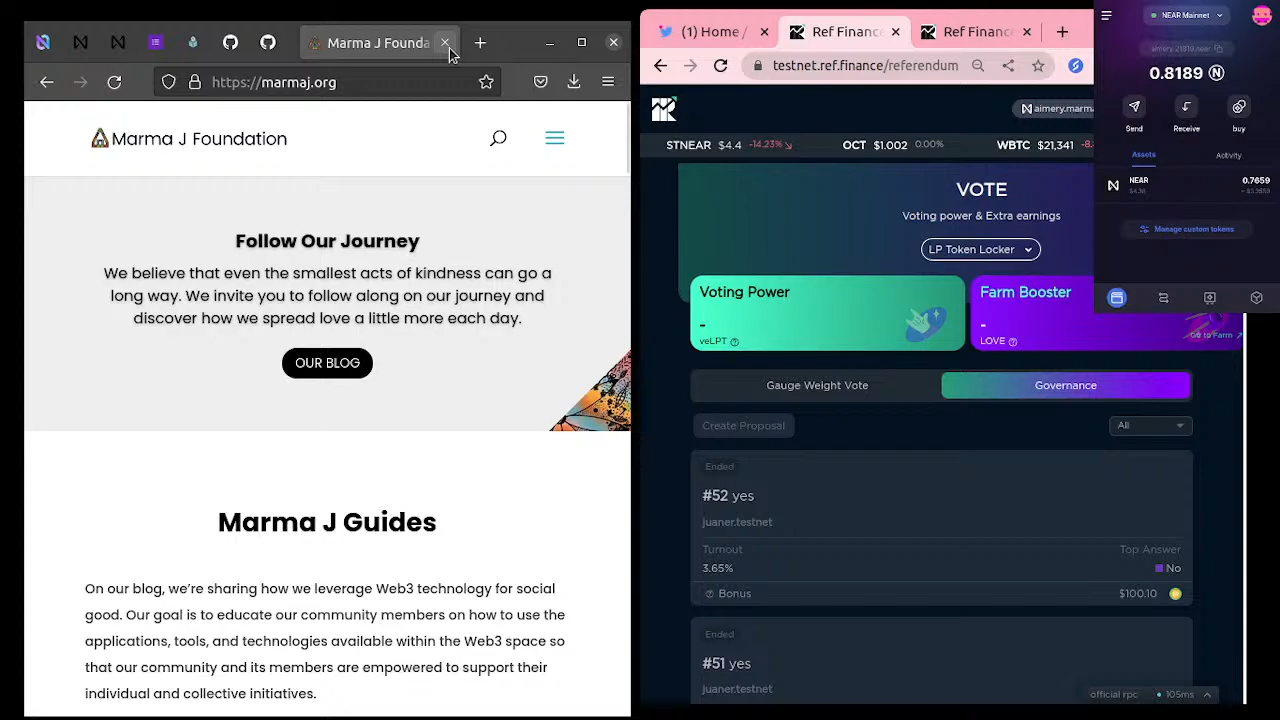 Marma J Founda
https://marmaj.org
Marma J Foundation
Follow Our Journey
We believe that even the smallest acts of kindness can go a
long way. We invite you to follow along on our journey and
discover how we spread love a little more each day.
OUR BLOG
Marma J Guides
On our blog, we're sharing how we leverage Web3 technology for social
good. Our goal is to educate our community members on how to use the
applications, tools, and technologies available within the Web3 space so
that our community and its members are empowered to support their
individual and collective initiatives.
(1) Home /
Ref Financ
Ref Financ
testnet.ref.finance/referendum
aimery.marma
STNEAR $4.4 -14.23% OCT $1.002 0.00% WBTC $21,341 -8.
VOTE
Voting power & Extra earnings
LP Token Locker
Voting Power
-
veLPT
Farm Booster
-
LOVE
Go to Farm
Gauge Weight Vote
Governance
Create Proposal
All
Ended
#52 yes
juaner.testnet
Turnout Top Answer
3.65% No
Bonus $100.10
Ended
#51 yes
juaner.testnet
official rpc 105ms
NEAR Mainnet
aimery.21819.near
0.8189
Send Receive buy
Assets Activity
NEAR 0.7659
Manage custom tokens